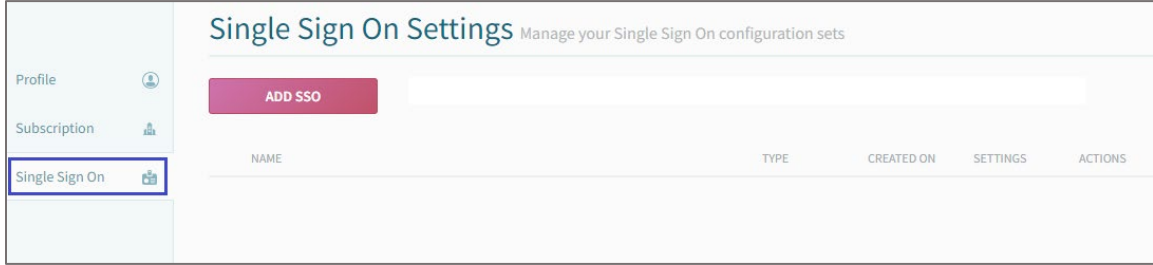 Single Sign On Settings Manage your Single Sign On configuration sets
Profile
Subscription
Single Sign On
ADD SSO
NAME TYPE CREATED ON SETTINGS ACTIONS